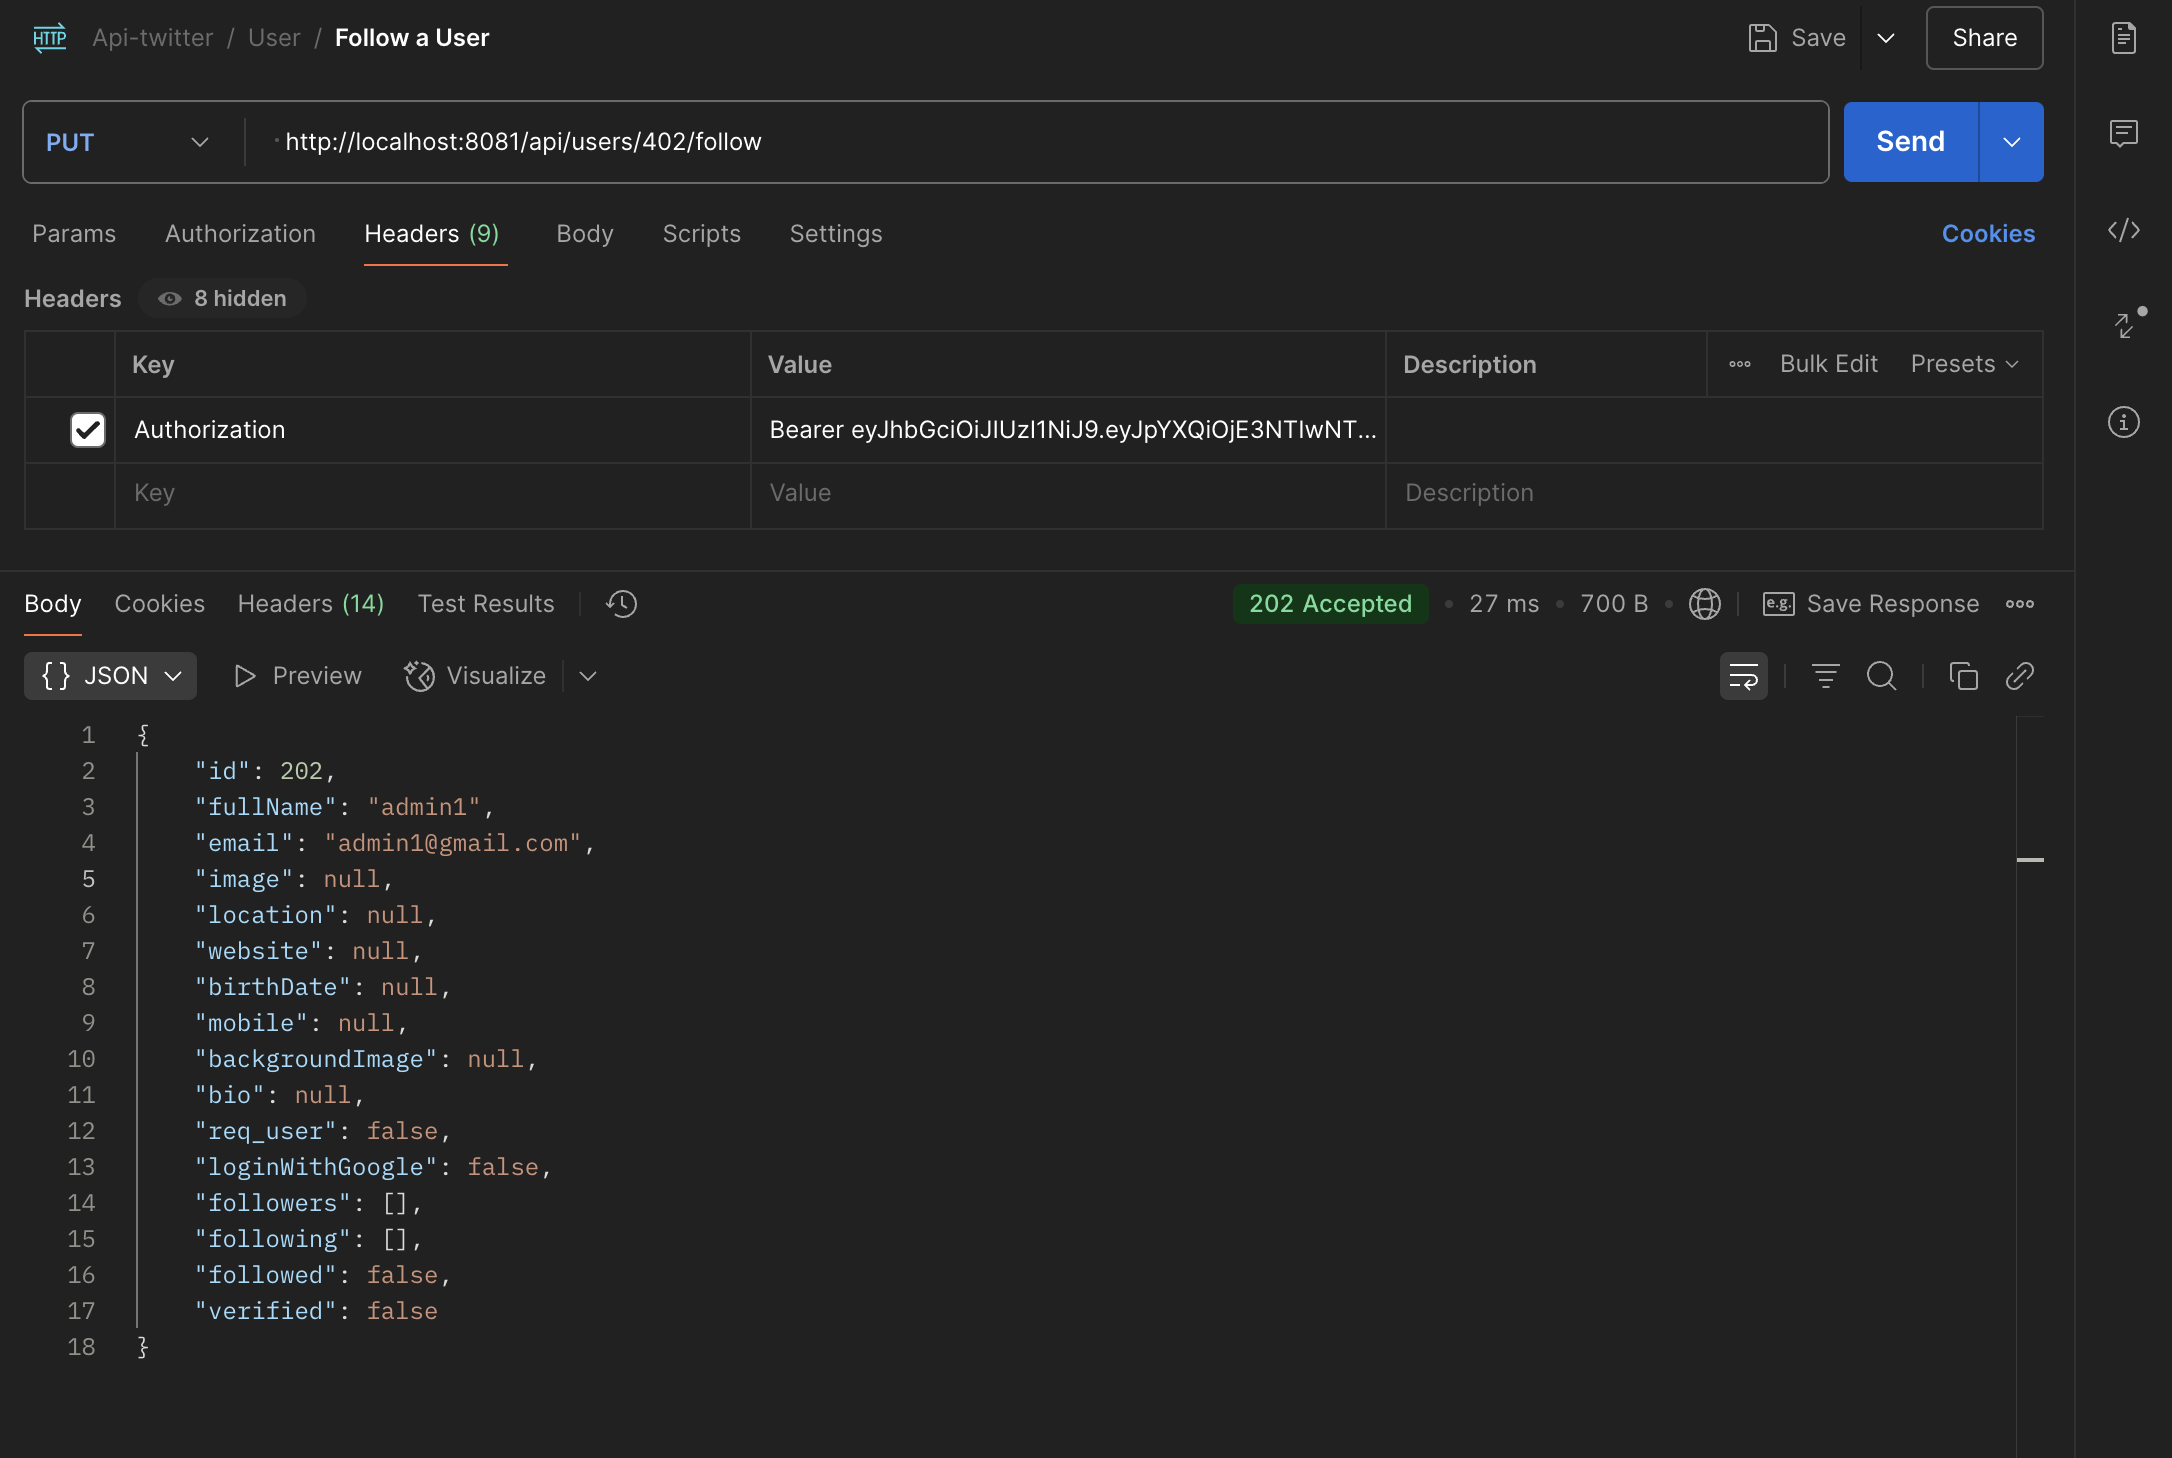 HTTP Api-twitter / User / Follow a User Save Share
PUT http://localhost:8081/api/users/402/follow Send
Params Authorization Headers (9) Body Scripts Settings Cookies
Headers 8 hidden
Key Value Description Bulk Edit Presets
Authorization Bearer eyJhbGciOiJIUzI1NiJ9.eyJpYXQiOjE3NTIwNT...
Key Value Description
Body Cookies Headers (14) Test Results 202 Accepted • 27 ms • 700 B • e.g. Save Response
{} JSON Preview Visualize
1 {
2 "id": 202,
3 "fullName": "admin1",
4 "email": "admin1@gmail.com",
5 "image": null,
6 "location": null,
7 "website": null,
8 "birthDate": null,
9 "mobile": null,
10 "backgroundImage": null,
11 "bio": null,
12 "req_user": false,
13 "loginWithGoogle": false,
14 "followers": [],
15 "following": [],
16 "followed": false,
17 "verified": false
18 }